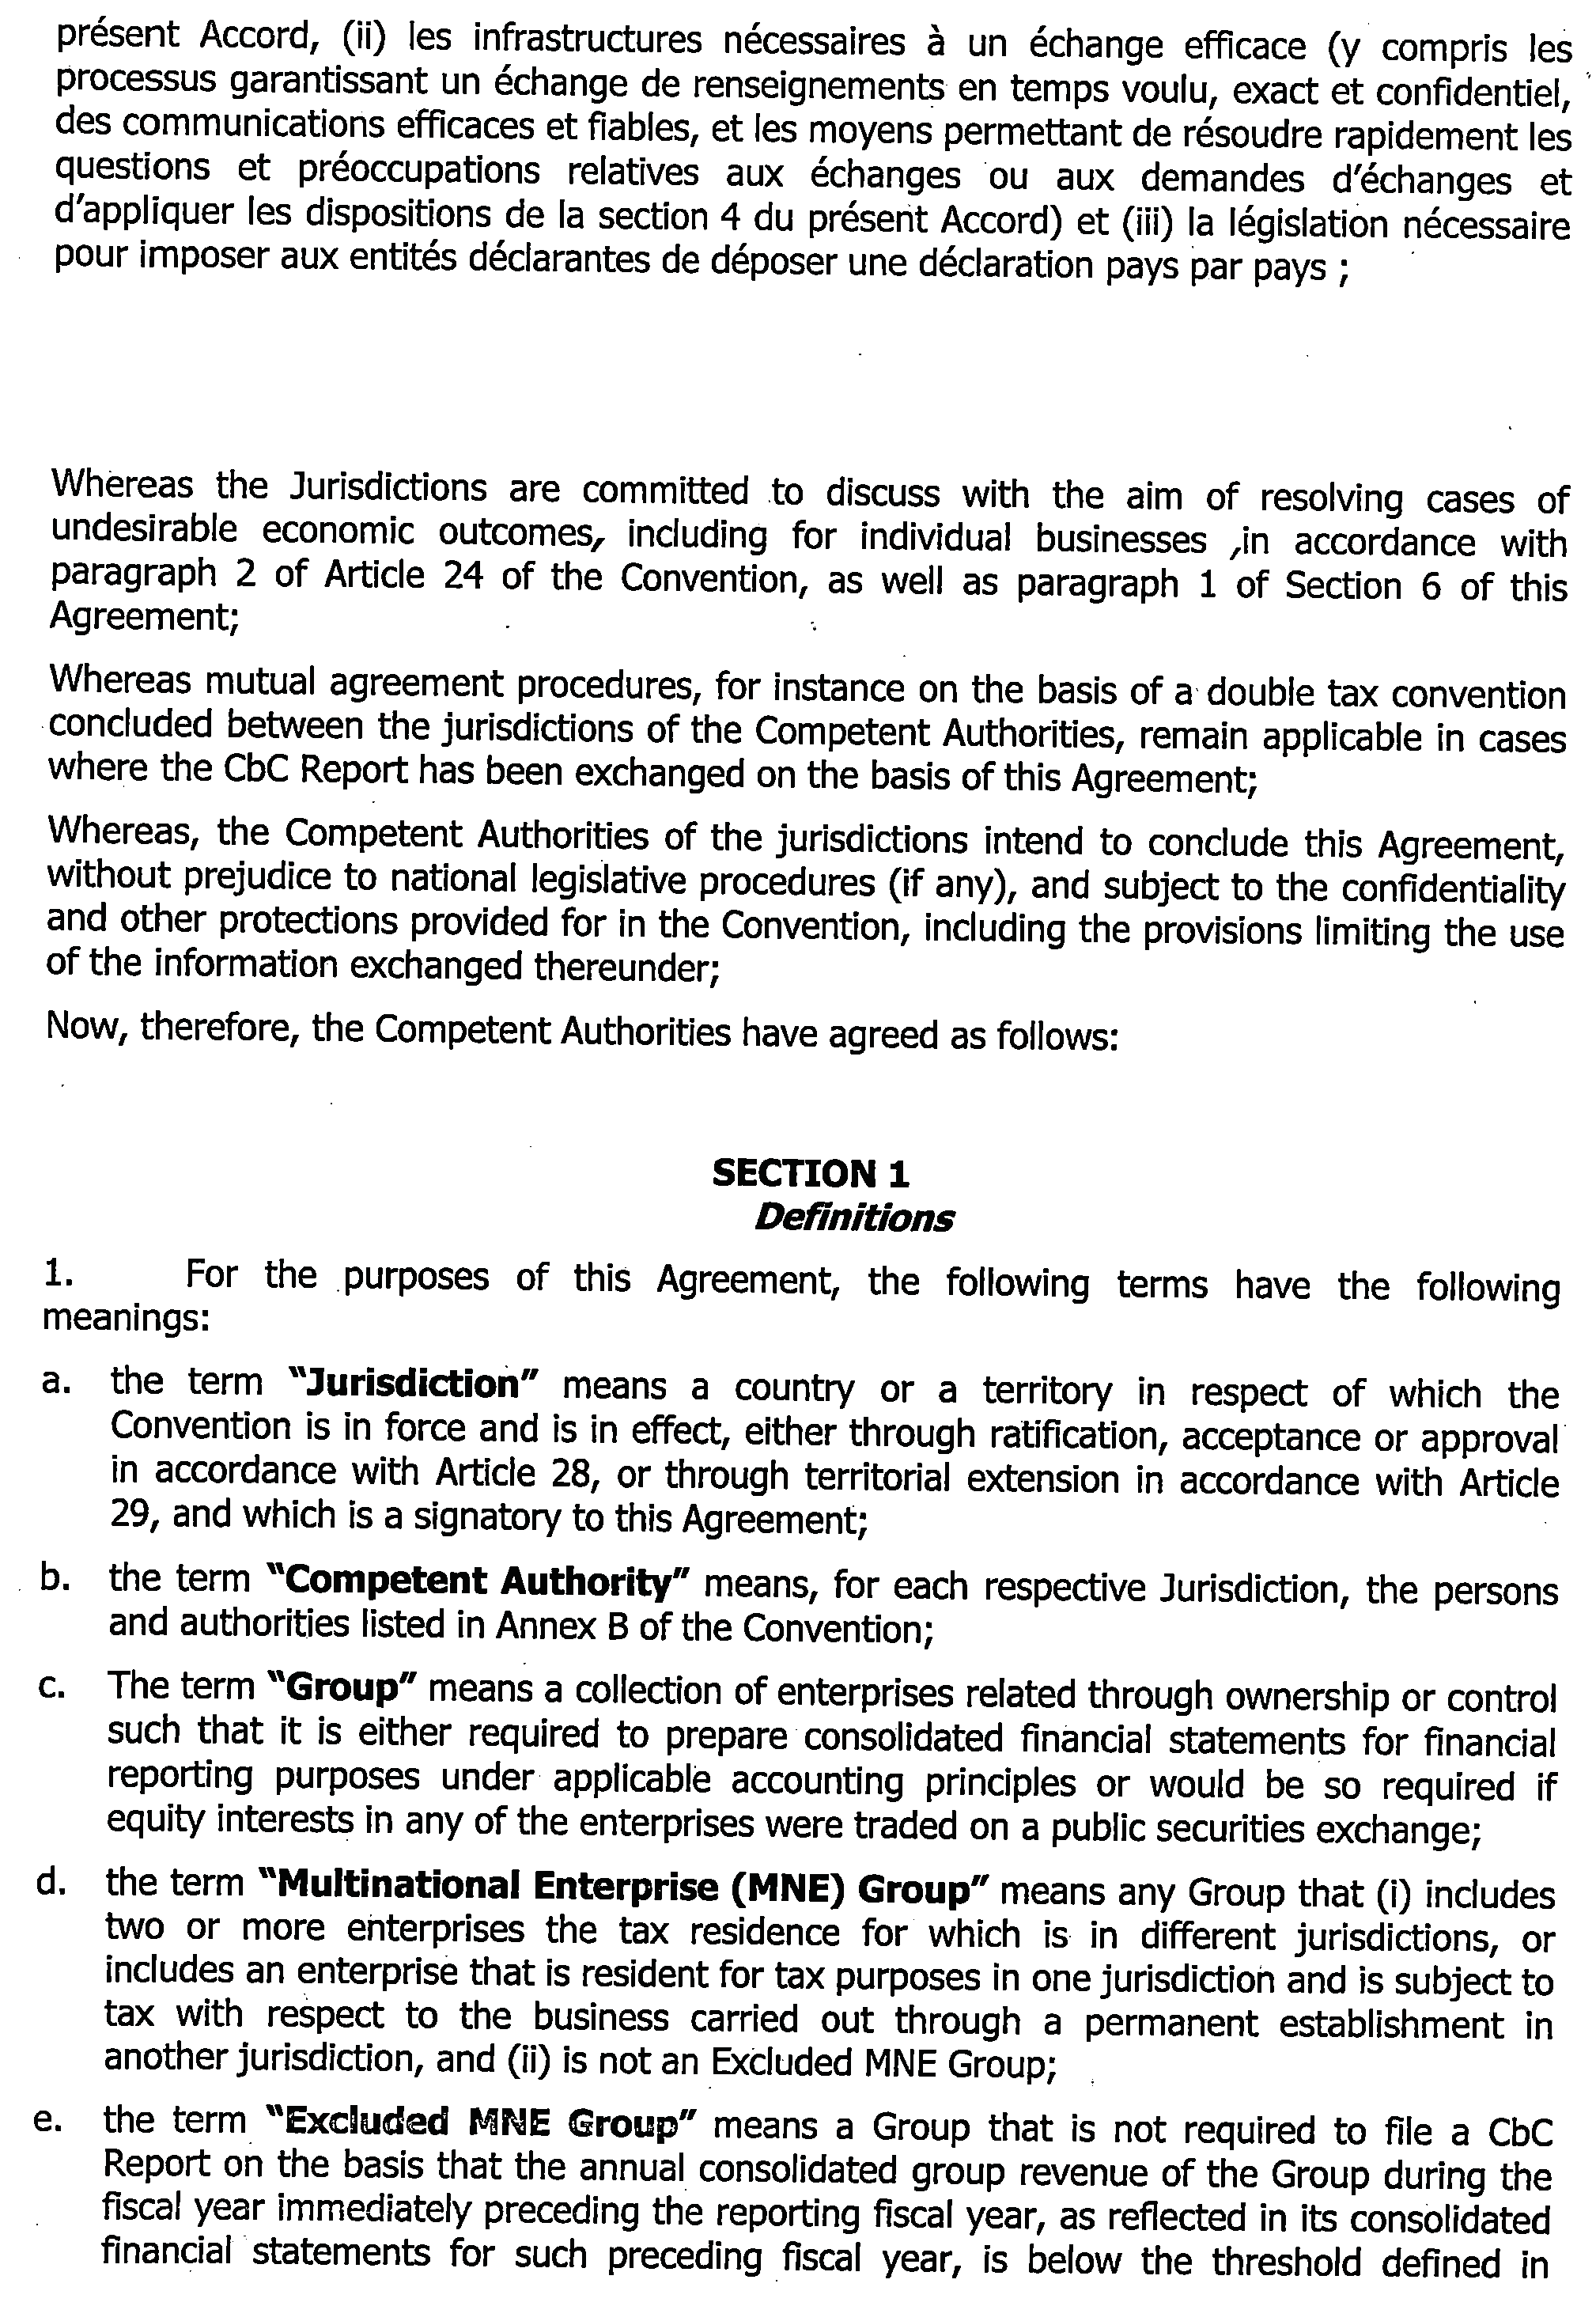 présent Accord, (ii) les infrastructures nécessaires à un échange efficace (y compris les
processus garantissant un échange de renseignements en temps voulu, exact et confidentiel,
des communications efficaces et fiables, et les moyens permettant de résoudre rapidement les
questions et préoccupations relatives aux échanges ou aux demandes d'échanges et
d'appliquer les dispositions de la section 4 du présent Accord) et (iii) la législation nécessaire
pour imposer aux entités déclarantes de déposer une déclaration pays par pays ;
Whereas the Jurisdictions are committed to discuss with the aim of resolving cases of
undesirable economic outcomes, including for individual businesses ,in accordance with
paragraph 2 of Article 24 of the Convention, as well as paragraph 1 of Section 6 of this
Agreement;
Whereas mutual agreement procedures, for instance on the basis of a double tax convention
concluded between the jurisdictions of the Competent Authorities, remain applicable in cases
where the CbC Report has been exchanged on the basis of this Agreement;
Whereas, the Competent Authorities of the jurisdictions intend to conclude this Agreement,
without prejudice to national legislative procedures (if any), and subject to the confidentiality
and other protections provided for in the Convention, including the provisions limiting the use
of the information exchanged thereunder;
Now, therefore, the Competent Authorities have agreed as follows:
SECTION 1
Definitions
1. For the purposes of this Agreement, the following terms have the following
meanings:
a. the term "Jurisdiction" means a country or a territory in respect of which the
Convention is in force and is in effect, either through ratification, acceptance or approval
in accordance with Article 28, or through territorial extension in accordance with Article
29, and which is a signatory to this Agreement;
b. the term "Competent Authority" means, for each respective Jurisdiction, the persons
and authorities listed in Annex B of the Convention;
c. The term "Group" means a collection of enterprises related through ownership or control
such that it is either required to prepare consolidated financial statements for financial
reporting purposes under applicable accounting principles or would be so required if
equity interests in any of the enterprises were traded on a public securities exchange;
d. the term "Multinational Enterprise (MNE) Group" means any Group that (i) includes
two or more enterprises the tax residence for which is in different jurisdictions, or
includes an enterprise that is resident for tax purposes in one jurisdiction and is subject to
tax with respect to the business carried out through a permanent establishment in
another jurisdiction, and (ii) is not an Excluded MNE Group;
e. the term "Excluded MNE Group" means a Group that is not required to file a CbC
Report on the basis that the annual consolidated group revenue of the Group during the
fiscal year immediately preceding the reporting fiscal year, as reflected in its consolidated
financial statements for such preceding fiscal year, is below the threshold defined in